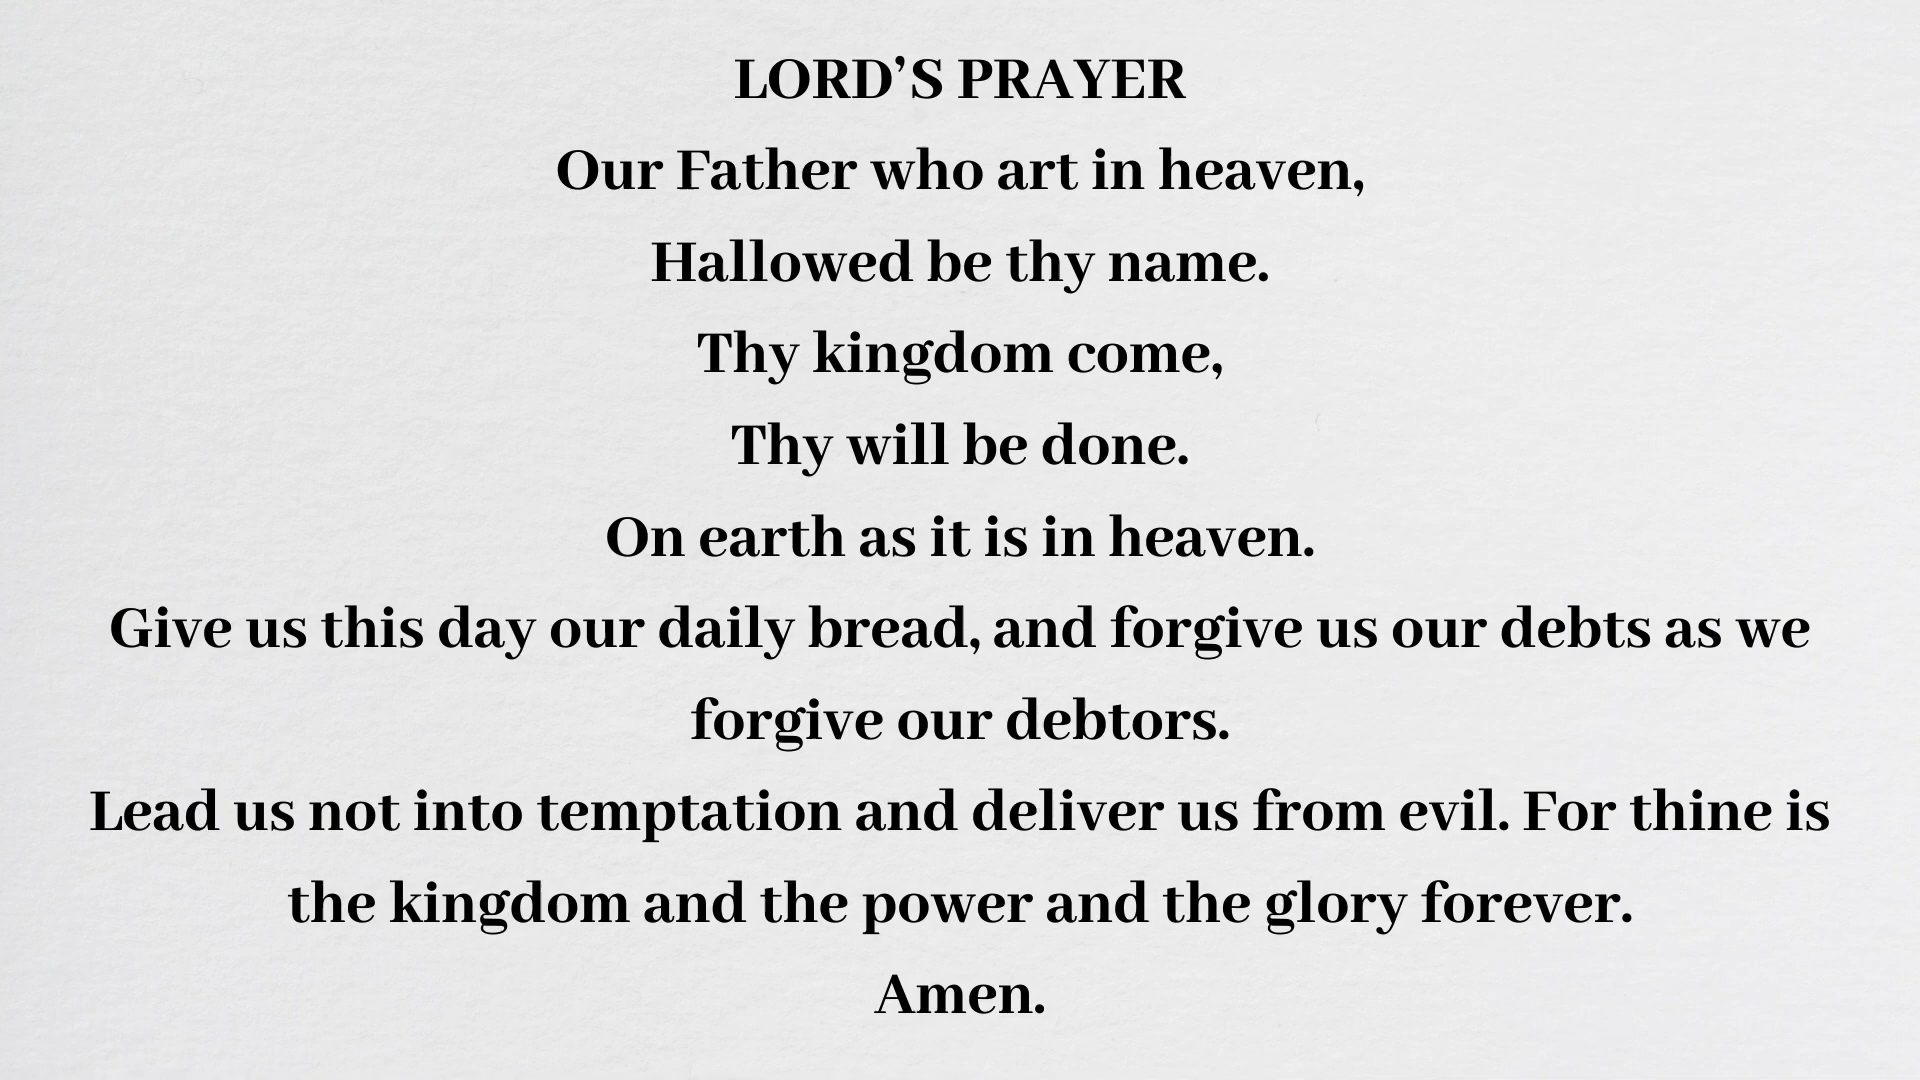 LORD’S PRAYER
Our Father who art in heaven,
Hallowed be thy name.
Thy kingdom come,
Thy will be done.
On earth as it is in heaven.
Give us this day our daily bread, and forgive us our debts as we
forgive our debtors.
Lead us not into temptation and deliver us from evil. For thine is
the kingdom and the power and the glory forever.
Amen.